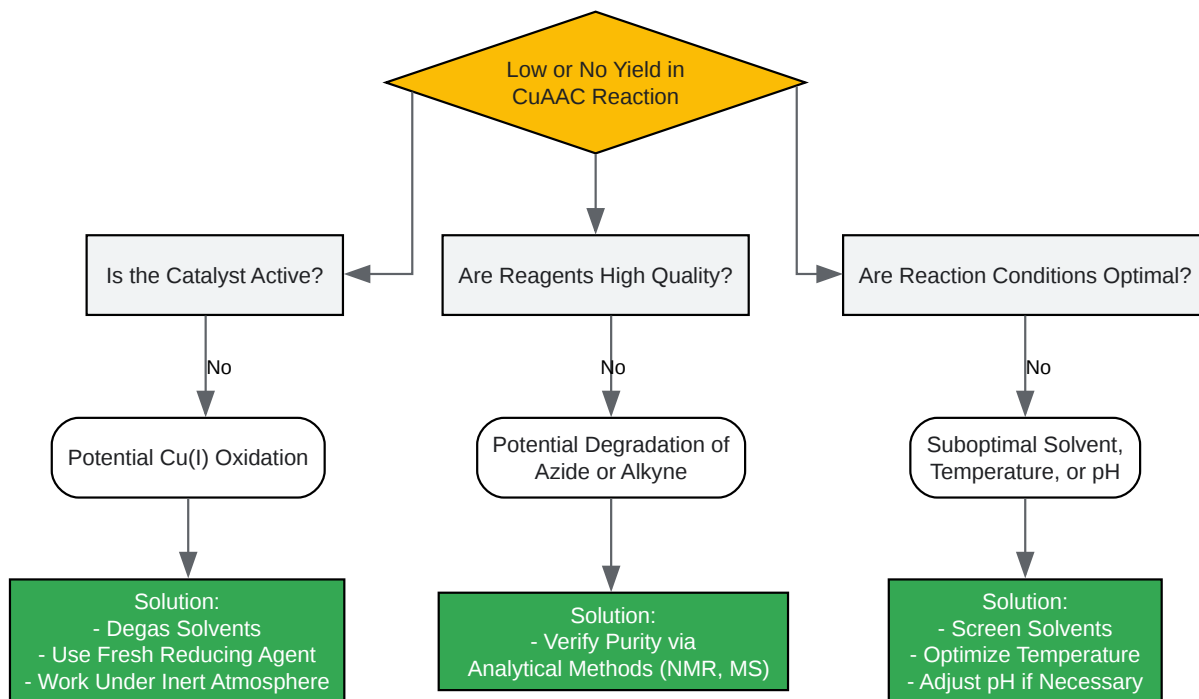 Low or No Yield in
CuAAC Reaction
Is the Catalyst Active?
Are Reagents High Quality?
Are Reaction Conditions Optimal?
No
No
No
Potential Cu(I) Oxidation
Potential Degradation of
Azide or Alkyne
Suboptimal Solvent,
Temperature, or pH
Solution:
- Degas Solvents
- Use Fresh Reducing Agent
- Work Under Inert Atmosphere
Solution:
- Verify Purity via
Analytical Methods (NMR, MS)
Solution:
- Screen Solvents
- Optimize Temperature
- Adjust pH if Necessary